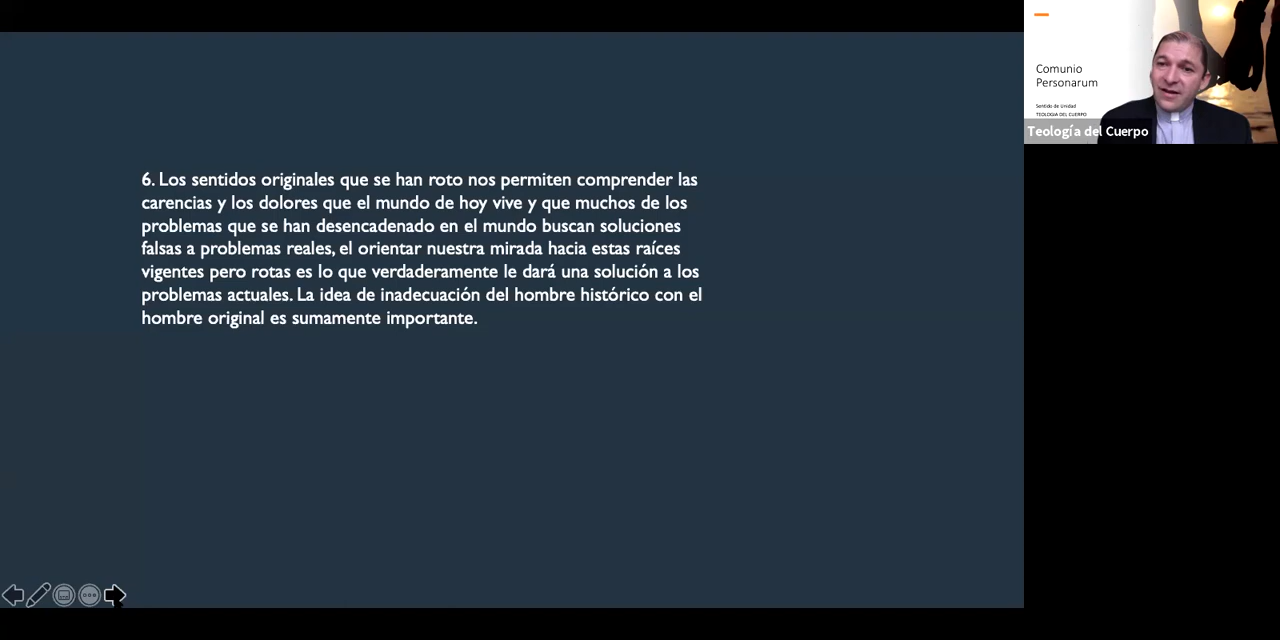 6. Los sentidos originales que se han roto nos permiten comprender las
carencias y los dolores que el mundo de hoy vive y que muchos de los
problemas que se han desencadenado en el mundo buscan soluciones
falsas a problemas reales, el orientar nuestra mirada hacia estas raíces
vigentes pero rotas es lo que verdaderamente le dará una solución a los
problemas actuales. La idea de inadecuación del hombre histórico con el
hombre original es sumamente importante.
Comunio
Personarum
Sentido de Unidad
TEOLOGIA DEL CUERPO
Teología del Cuerpo